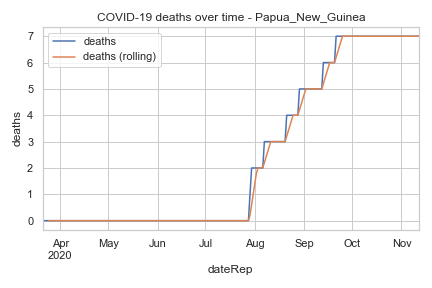 COVID-19 deaths over time - Papua_New_Guinea
deaths
deaths (rolling)
7
6
5
4
3
2
1
0
deaths
Apr
2020
May
Jun
Jul
Aug
Sep
Oct
Nov
dateRep